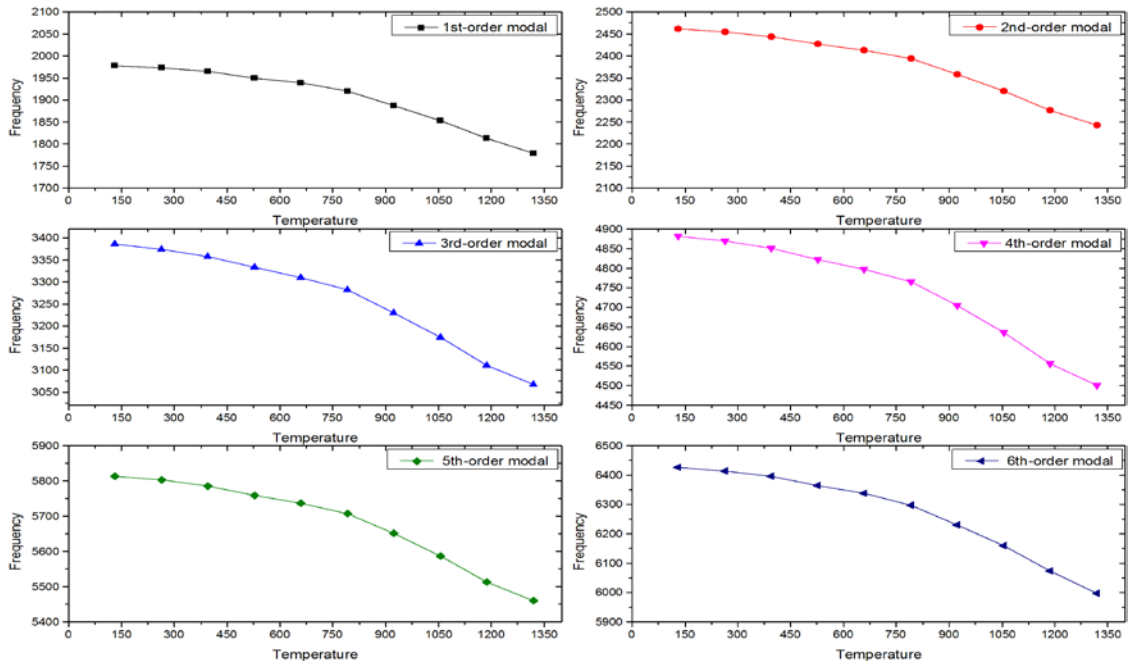 2100
2050
2000
1950
1900
1850
1800
1750
1700
Frequency
1st-order modal
0 150 300 450 600 750 900 1050 1200 1350
Temperature
2500
2450
2400
2350
2300
2250
2200
2150
2100
Frequency
2nd-order modal
0 150 300 450 600 750 900 1050 1200 1350
Temperature
3400
3350
3300
3250
3200
3150
3100
3050
Frequency
3rd-order modal
0 150 300 450 600 750 900 1050 1200 1350
Temperature
4900
4850
4800
4750
4700
4650
4600
4550
4500
4450
Frequency
4th-order modal
0 150 300 450 600 750 900 1050 1200 1350
Temperature
5900
5800
5700
5600
5500
5400
Frequency
5th-order modal
0 150 300 450 600 750 900 1050 1200 1350
Temperature
6500
6400
6300
6200
6100
6000
5900
Frequency
6th-order modal
0 150 300 450 600 750 900 1050 1200 1350
Temperature